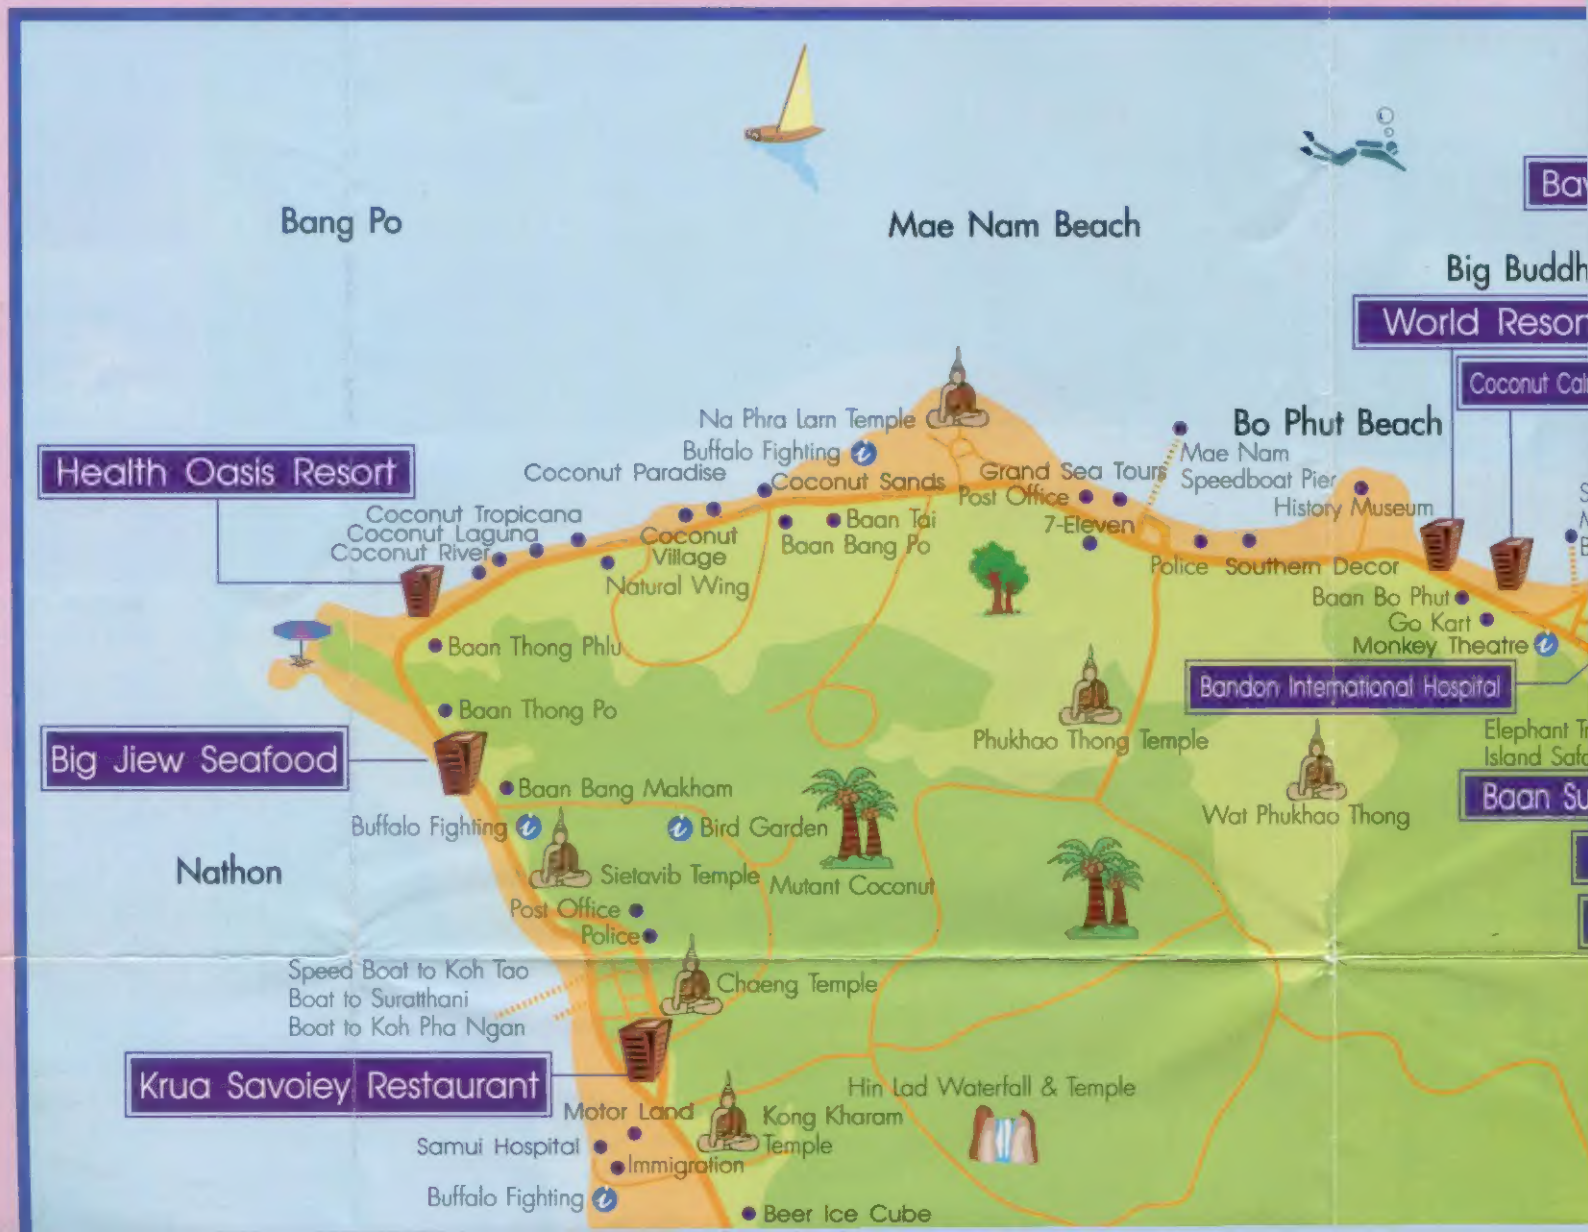 Bang Po
Mae Nam Beach
Big Buddh
World Resor
Coconut
Na Phra Larn Temple
Bo Phut Beach
Buffalo Fighting
Mae Nam
Speedboat Pier
Health Oasis Resort
Coconut Paradise
Coconut Sands
Grand Sea Tours
Post Office
History Museum
Coconut Tropicana
Coconut Laguna
Coconut River
Coconut
Village
Baan Tai
Baan Bang Po
7-Eleven
Natural Wing
Police
Southern Decor
Baan Bo Phut
Go Kart
Monkey Theatre
Baan Thong Phlu
Bandon International Hospital
Baan Thong Po
Phukhao Thong Temple
Elephant
Island
Big Jiew Seafood
Baan Bang Makham
Baan Su
Wat Phukhao Thong
Buffalo Fighting
Bird Garden
Nathon
Sietavib Temple
Mutant Coconut
Post Office
Police
Speed Boat to Koh Tao
Boat to Suratthani
Boat to Koh Pha Ngan
Chaeng Temple
Krua Savoiey Restaurant
Hin Lad Waterfall & Temple
Motor Land
Kong Kharam
Temple
Samui Hospital
Immigration
Buffalo Fighting
Beer Ice Cube